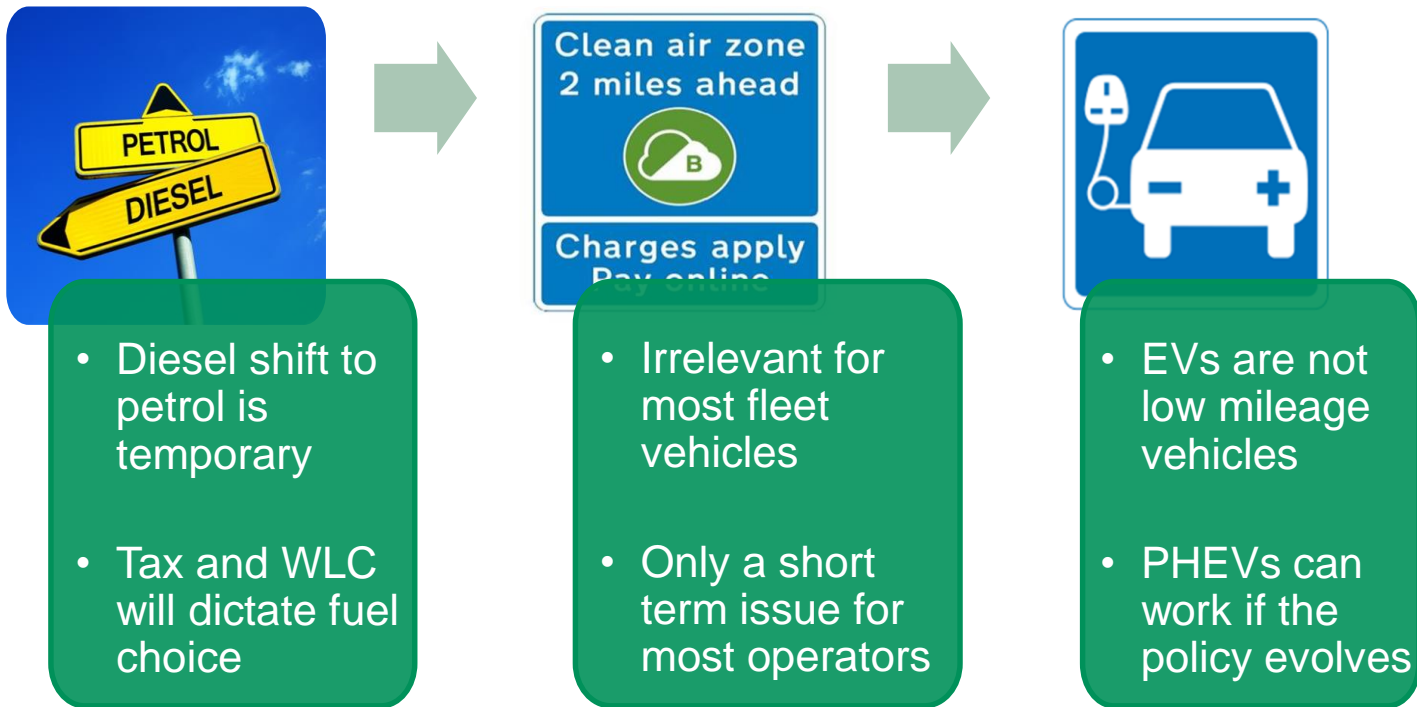 PETROL
DIESEL
• Diesel shift to
petrol is
temporary
• Tax and WLC
will dictate fuel
choice
Clean air zone
2 miles ahead
B
Charges apply
Pay online
• Irrelevant for
most fleet
vehicles
• Only a short
term issue for
most operators
• EVs are not
low mileage
vehicles
• PHEVs can
work if the
policy evolves